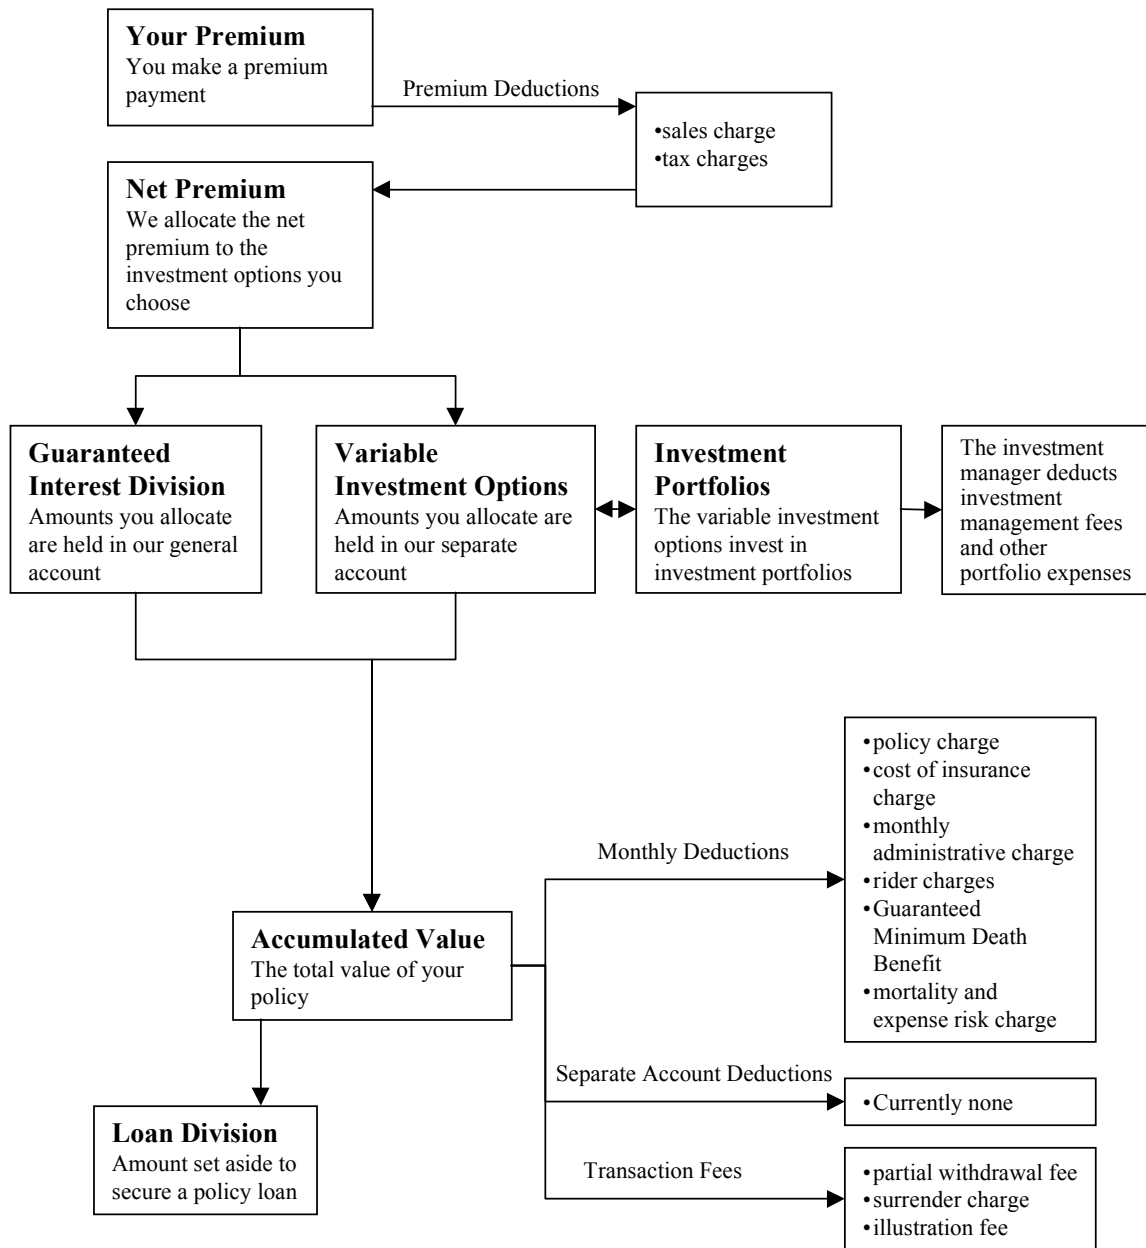 Your Premium
You make a premium
payment
Premium Deductions
•sales charge
•tax charges
Net Premium
We allocate the net
premium to the
investment options you
choose
Guaranteed
Interest Division
Amounts you allocate
are held in our general
account
Variable
Investment Options
Amounts you allocate are
held in our separate
account
Investment
Portfolios
The variable investment
options invest in
investment portfolios
The investment
manager deducts
investment
management fees
and other
portfolio expenses
Monthly Deductions
•policy charge
•cost of insurance
charge
•monthly
administrative charge
•rider charges
•Guaranteed
Minimum Death
Benefit
•mortality and
expense risk charge
Accumulated Value
The total value of your
policy
Separate Account Deductions
•Currently none
Loan Division
Amount set aside to
secure a policy loan
Transaction Fees
•partial withdrawal fee
•surrender charge
•illustration fee